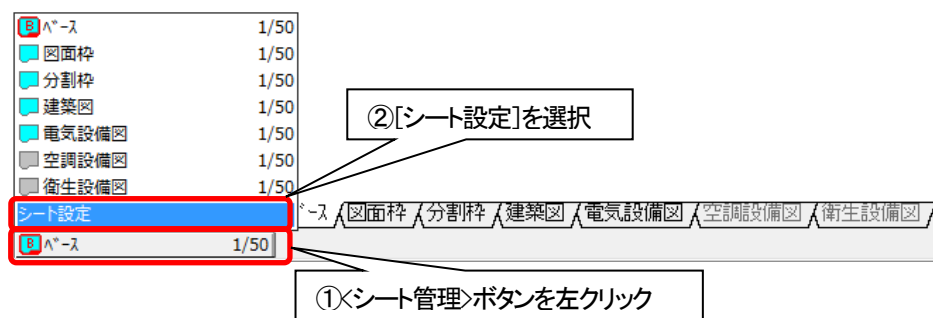 B ﾍﾞｰｽ 1/50
図面枠 1/50
分割枠 1/50
建築図 1/50
電気設備図 1/50
空調設備図 1/50
衛生設備図 1/50
シート設定
②[シート設定]を選択
ｰｽ 図面枠 分割枠 建築図 電気設備図 空調設備図 衛生設備図
B ﾍﾞｰｽ 1/50
①<シート管理>ボタンを左クリック